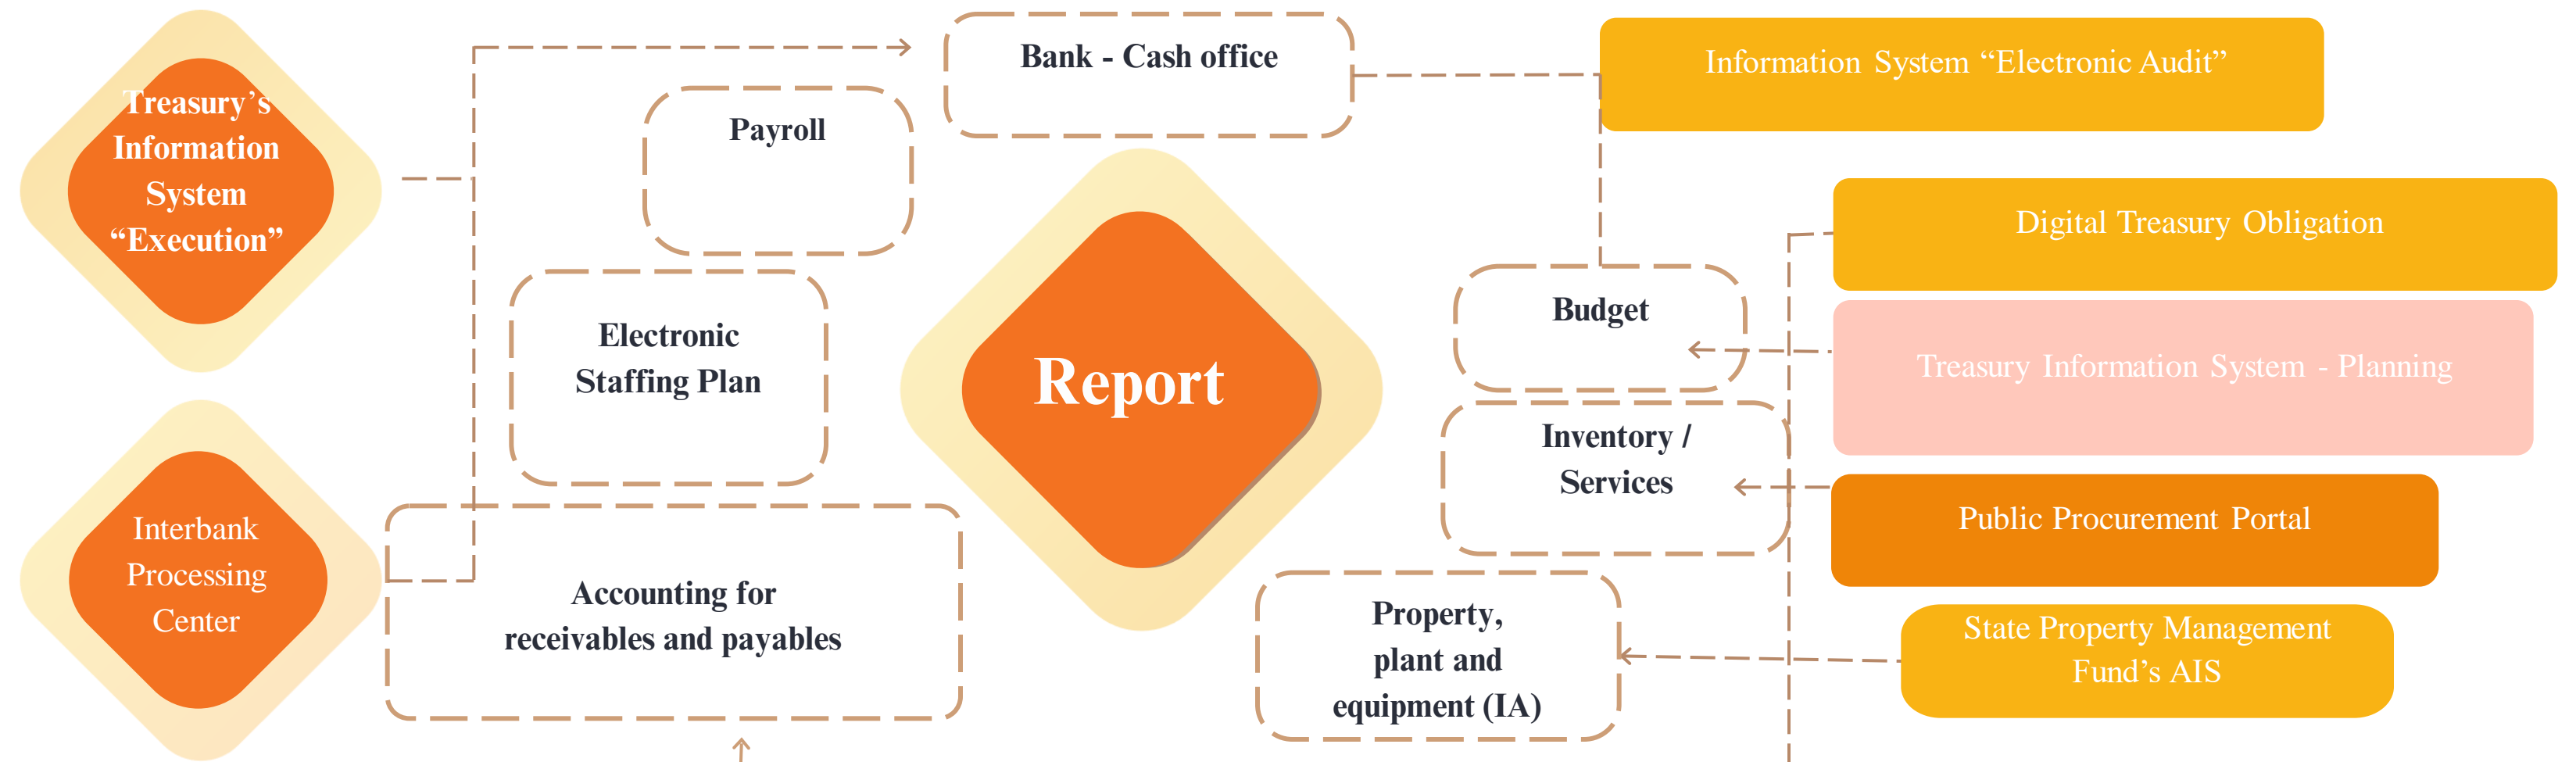 Treasury’s
Information
System
“Execution”
Interbank
Processing
Center
Bank - Cash office
Payroll
Electronic
Staffing Plan
Accounting for
receivables and payables
Report
Budget
Inventory /
Services
Property,
plant and
equipment (IA)
Information System “Electronic Audit”
Digital Treasury Obligation
Treasury Information System - Planning
Public Procurement Portal
State Property Management
Fund’s AIS